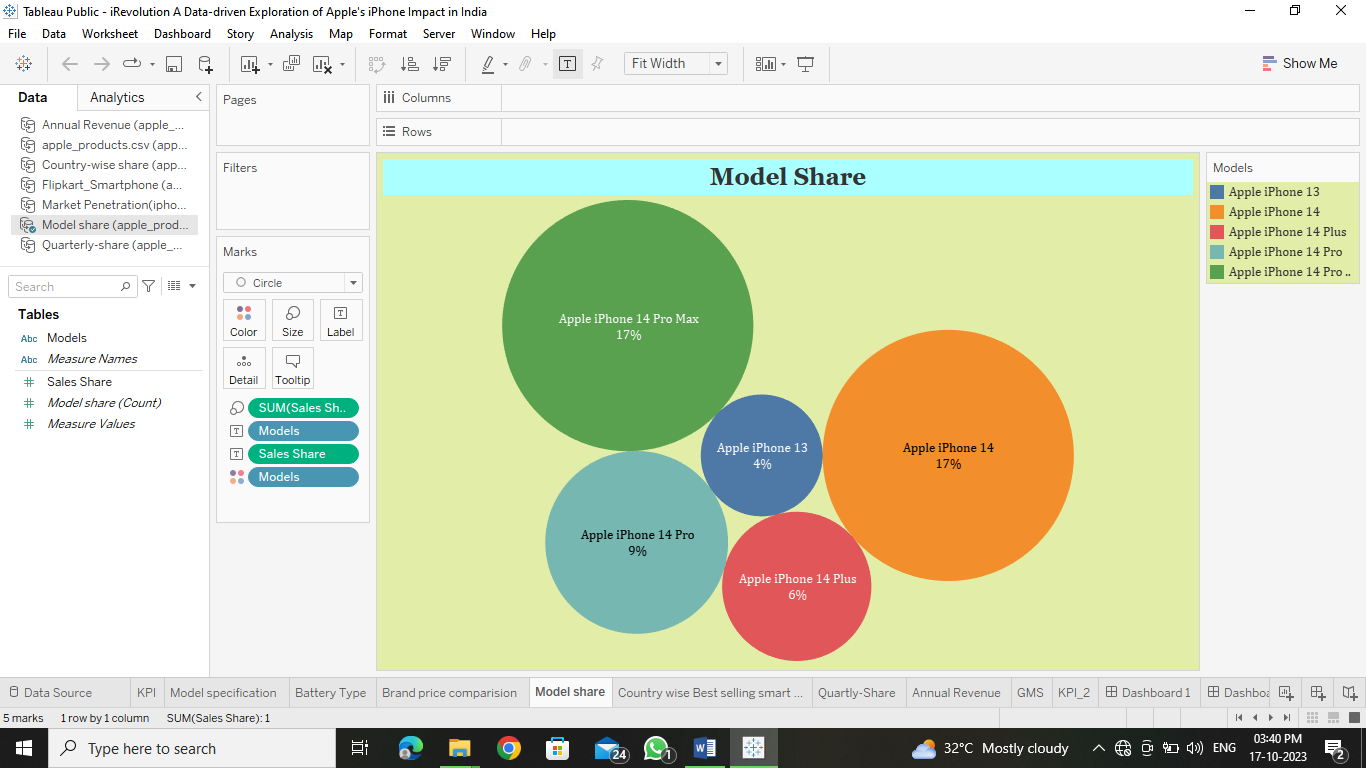 Tableau Public - iRevolution A Data-driven Exploration of Apple's iPhone Impact in India
File Data Worksheet Dashboard Story Analysis Map Format Server Window Help
Fit Width
Show Me
Data Analytics
Annual Revenue (apple_...
apple_products.csv (app...
Country-wise share (app...
Flipkart_Smartphone (a...
Market Penetration(ipho...
Model share (apple_prod...
Quarterly-share (apple_...
Search
Tables
Abc Models
Abc Measure Names
Sales Share
Model share (Count)
Measure Values
Pages
Filters
Marks
Circle
Color Size Label
Detail Tooltip
SUM(Sales Sh..
Models
Sales Share
Models
Columns
Rows
Model Share
Apple iPhone 14 Pro Max
17%
Apple iPhone 13
4%
Apple iPhone 14
17%
Apple iPhone 14 Pro
9%
Apple iPhone 14 Plus
6%
Models
Apple iPhone 13
Apple iPhone 14
Apple iPhone 14 Plus
Apple iPhone 14 Pro
Apple iPhone 14 Pro ..
Data Source KPI Model specification Battery Type Brand price comparision Model share Country wise Best selling smart ... Quartly-Share Annual Revenue GMS KPI_2 Dashboard 1 Dashboa
5 marks 1 row by 1 column SUM(Sales Share): 1
Type here to search
24
1
32°C Mostly cloudy
ENG
03:40 PM
17-10-2023
2